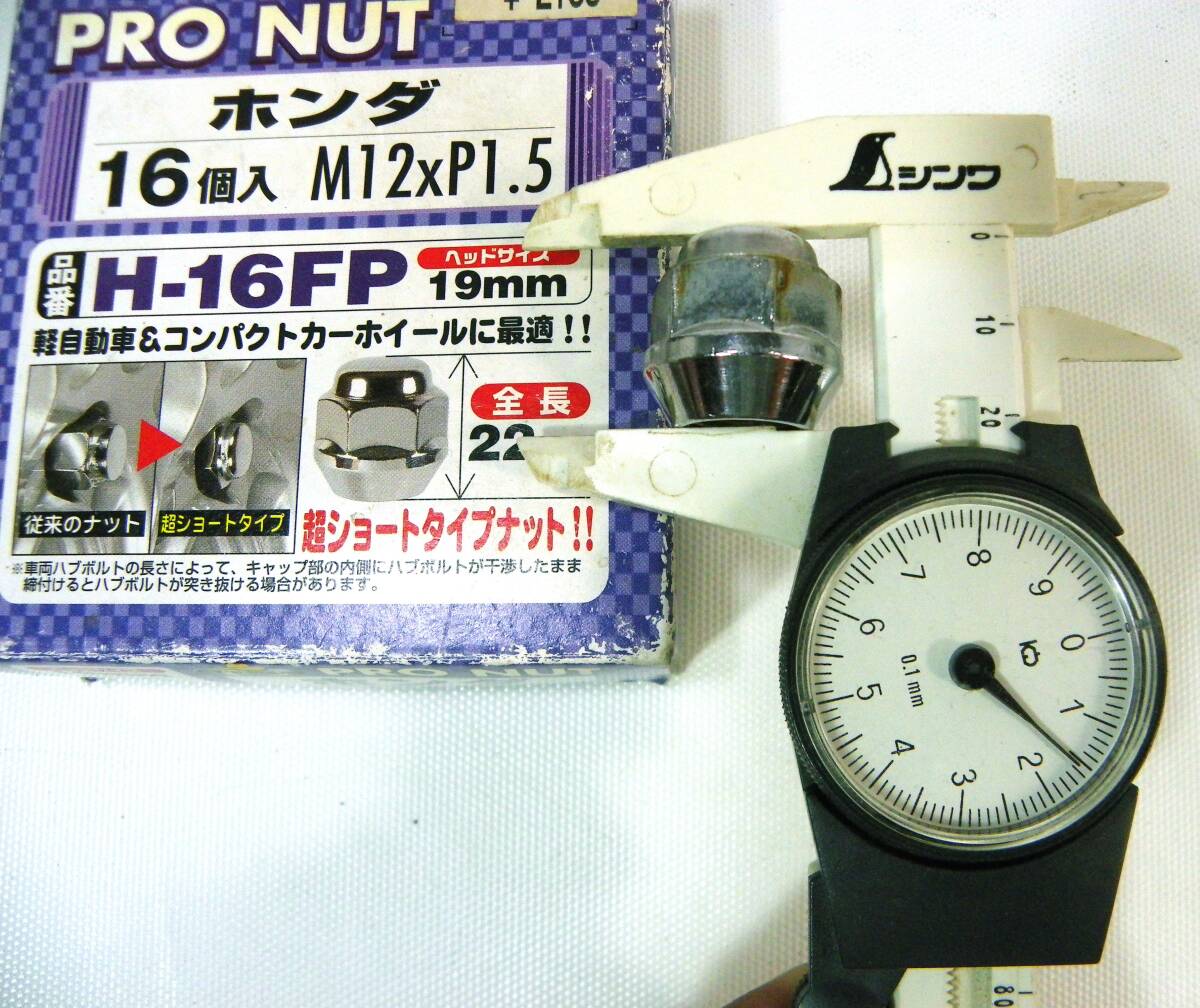 PRO NUT
ホンダ
16個入 M12xP1.5
品番 H-16FP ヘッドサイズ 19mm
軽自動車&コンパクトカーホイールに最適!!
全長
22
従来のナット
超ショートタイプ
超ショートタイプナット!!
※車両ハブボルトの長さによって、キャップ部の内側にハブボルトが干渉したまま
締付けるとハブボルトが突き抜ける場合があります。
PRO NUT
シンワ
0
10
20
0
1
2
3
4
5
6
7
8
9
0.1mm
80